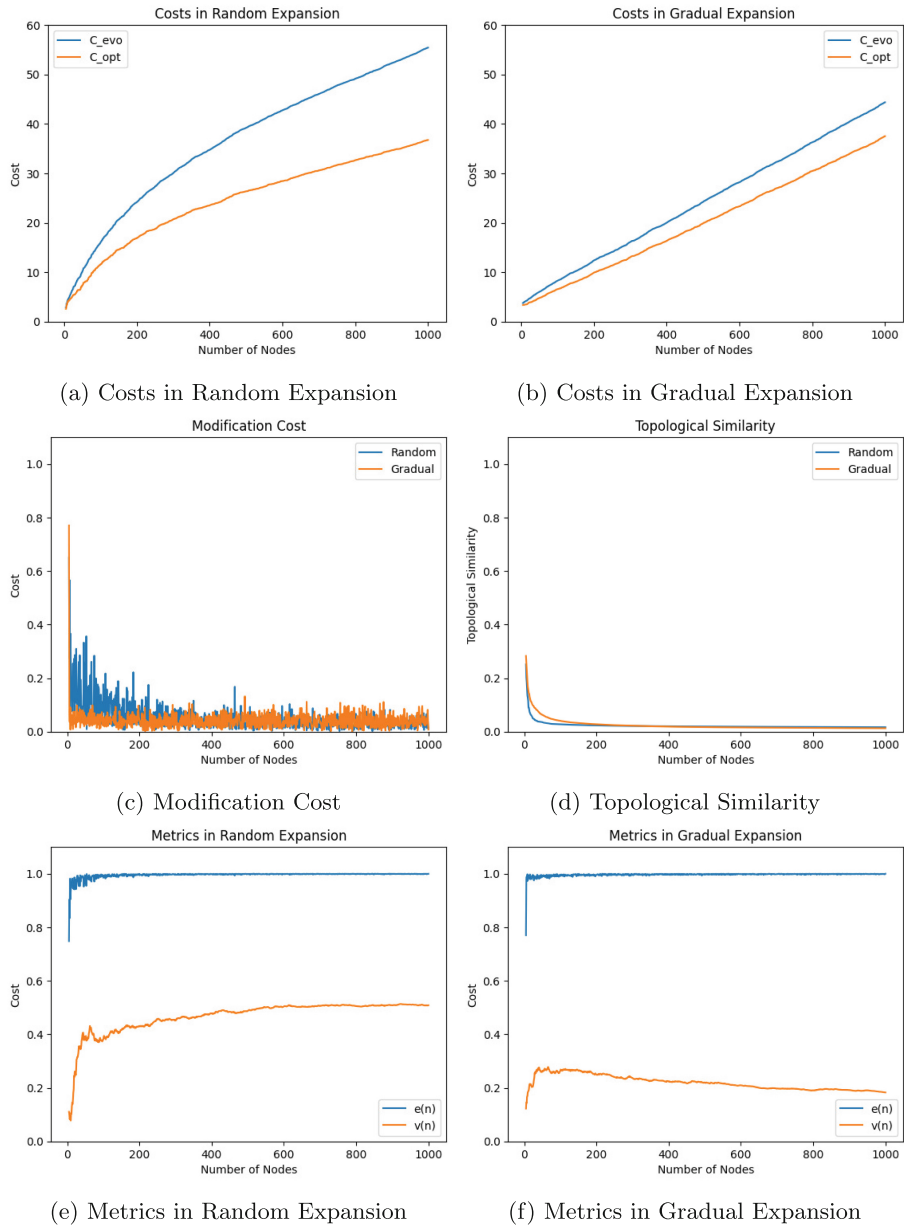 Costs in Random Expansion
60
50
40
30
20
10
0
Cost
C_evo
C_opt
0 200 400 600 800 1000
Number of Nodes
(a) Costs in Random Expansion
Costs in Gradual Expansion
60
50
40
30
20
10
0
Cost
C_evo
C_opt
0 200 400 600 800 1000
Number of Nodes
(b) Costs in Gradual Expansion
Modification Cost
1.0
0.8
0.6
0.4
0.2
0.0
Cost
Random
Gradual
0 200 400 600 800 1000
Number of Nodes
(c) Modification Cost
Topological Similarity
1.0
0.8
0.6
0.4
0.2
0.0
Topological Similarity
Random
Gradual
0 200 400 600 800 1000
Number of Nodes
(d) Topological Similarity
Metrics in Random Expansion
1.0
0.8
0.6
0.4
0.2
0.0
Cost
e(n)
v(n)
0 200 400 600 800 1000
Number of Nodes
(e) Metrics in Random Expansion
Metrics in Gradual Expansion
1.0
0.8
0.6
0.4
0.2
0.0
Cost
e(n)
v(n)
0 200 400 600 800 1000
Number of Nodes
(f) Metrics in Gradual Expansion